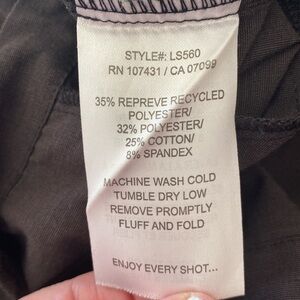 STYLE#: LS560
RN 107431 / CA 07099
35% REPREVE RECYCLED
POLYESTER/
32% POLYESTER/
25% COTTON/
8% SPANDEX
MACHINE WASH COLD
TUMBLE DRY LOW
REMOVE PROMPTLY
FLUFF AND FOLD
ENJOY EVERY SHOT...